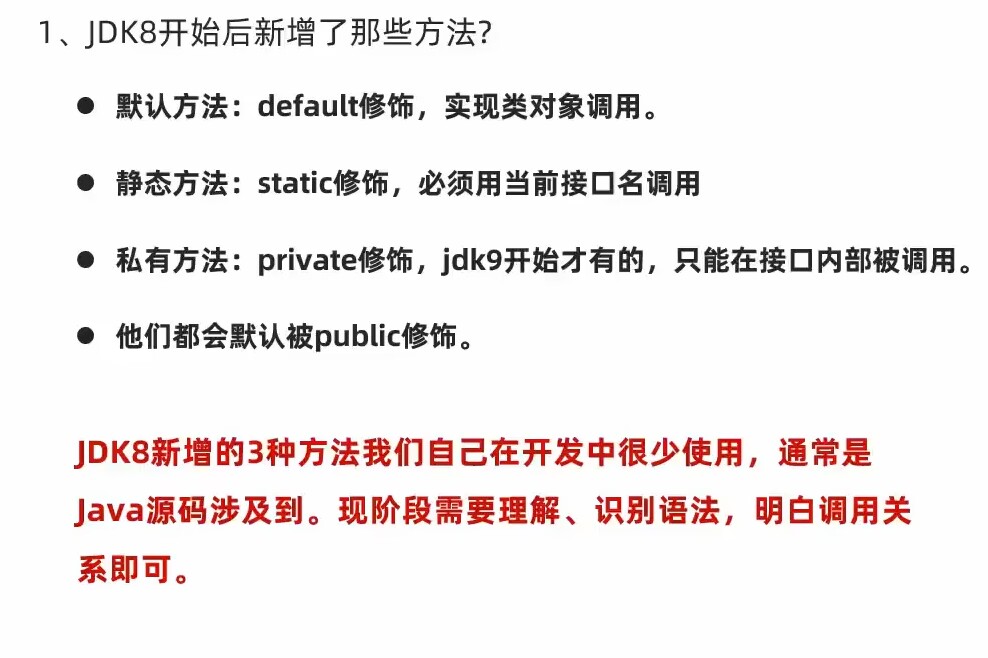 1、JDK8开始后新增了那些方法?
● 默认方法：default修饰，实现类对象调用。
● 静态方法：static修饰，必须用当前接口名调用
● 私有方法：private修饰，jdk9开始才有的，只能在接口内部被调用。
● 他们都会默认被public修饰。
JDK8新增的3种方法我们自己在开发中很少使用，通常是
Java源码涉及到。现阶段需要理解、识别语法，明白调用关
系即可。